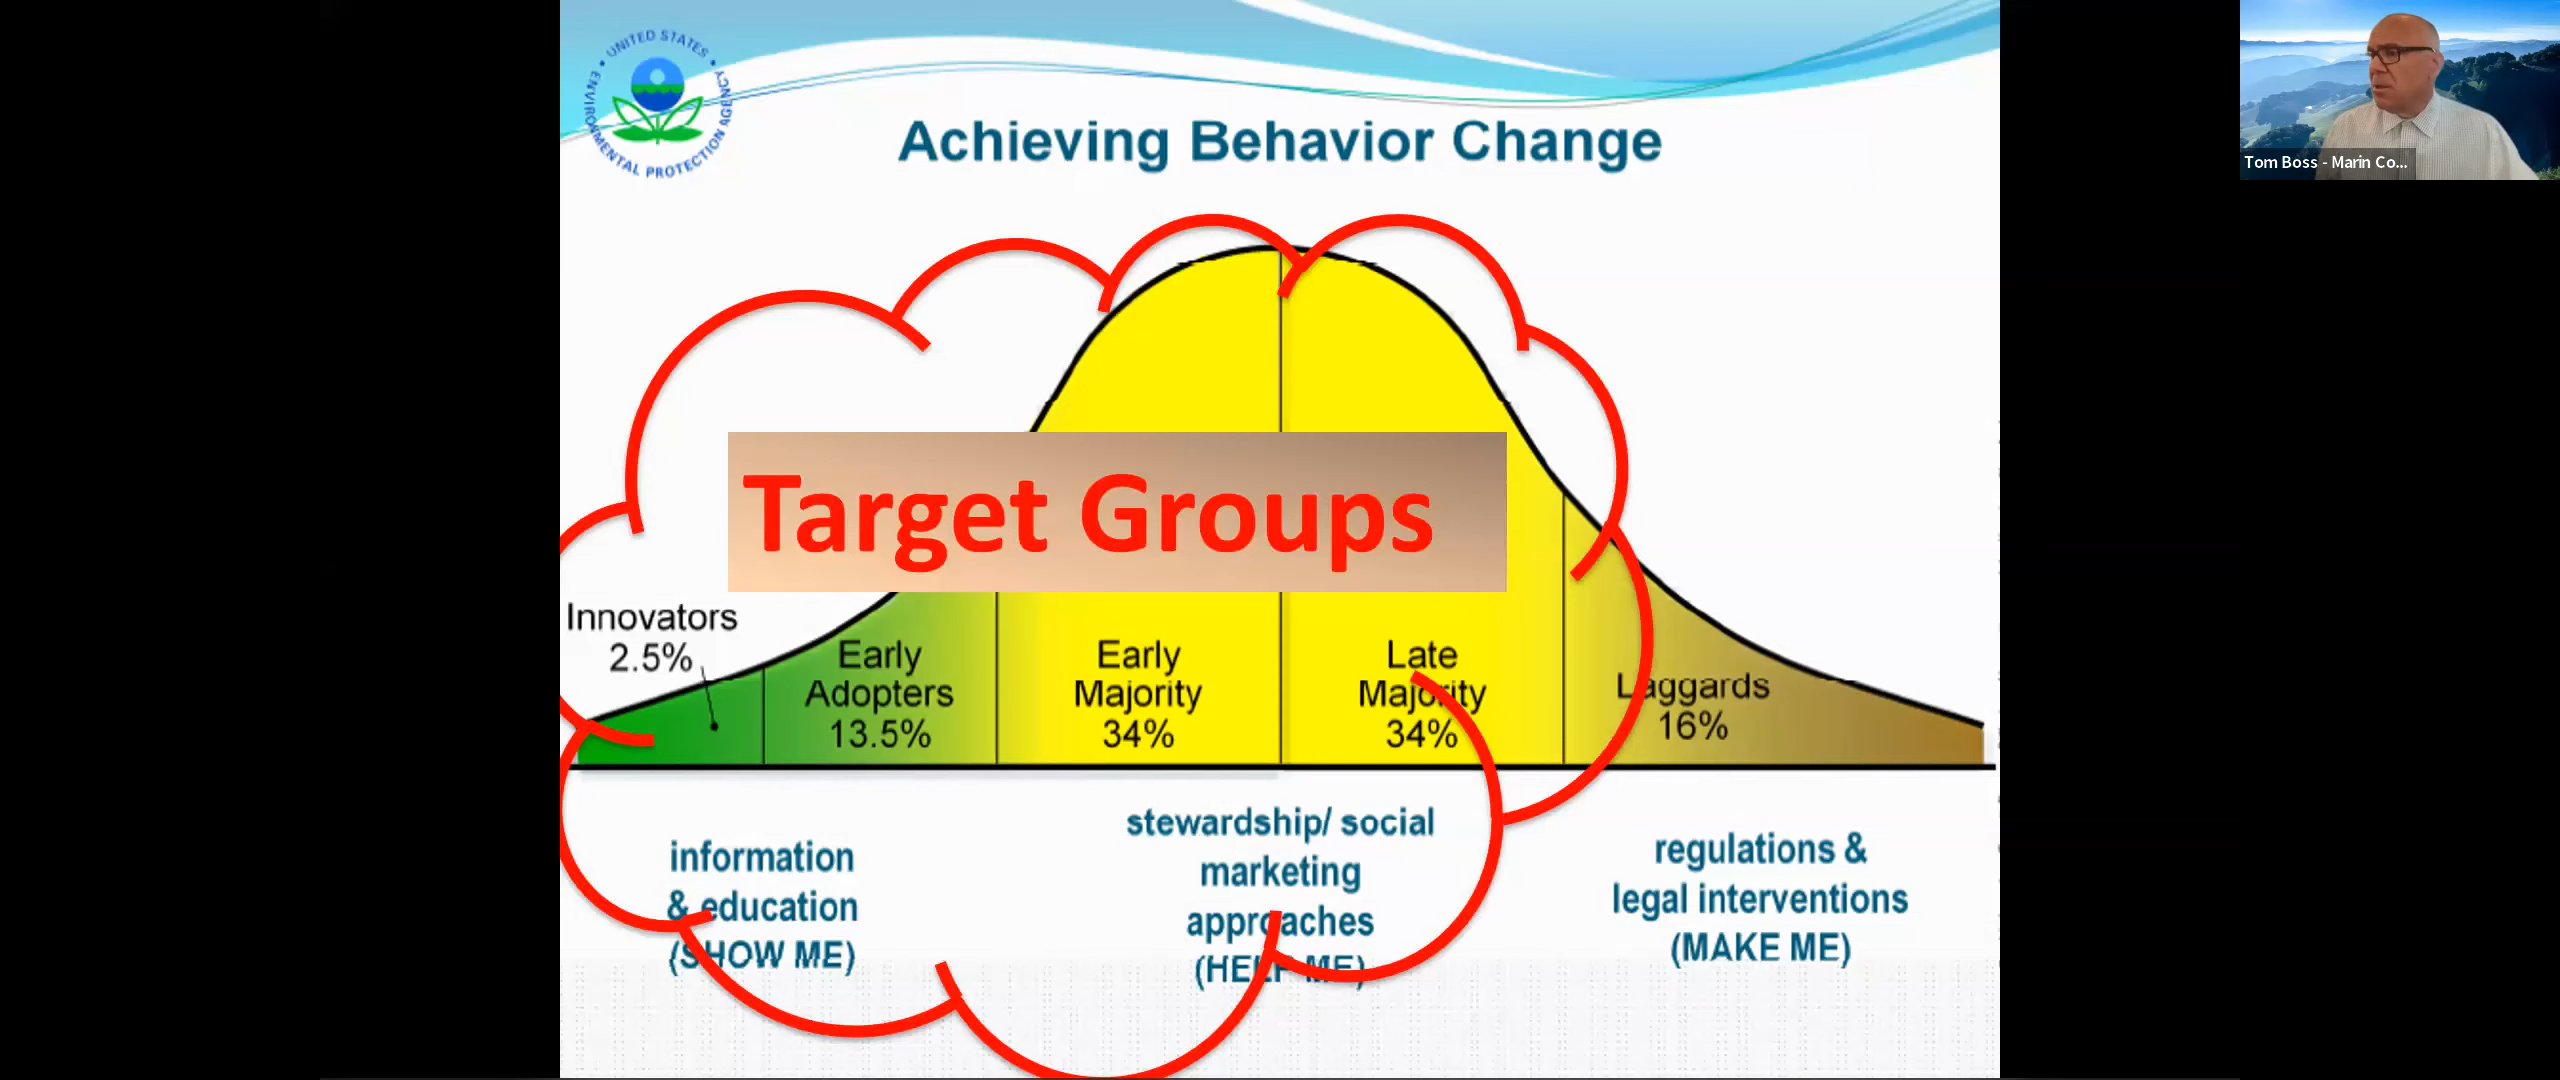 UNITED STATES
ENVIRONMENTAL PROTECTION AGENCY
Achieving Behavior Change
Tom Boss - Marin Co...
Target Groups
Innovators
2.5%
Early
Adopters
13.5%
Early
Majority
34%
Late
Majority
34%
Laggards
16%
information
& education
(SHOW ME)
stewardship/ social
marketing
approaches
(HELP ME)
regulations &
legal interventions
(MAKE ME)